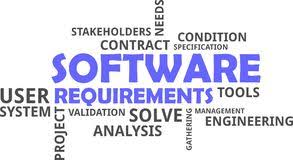 NEEDS
STAKEHOLDERS
CONDITION
CONTRACT
SPECIFICATION
SOFTWARE
USER REQUIREMENTS TOOLS
SYSTEM
PROJECT
VALIDATION
SOLVE
GATHERING
MANAGEMENT
ENGINEERING
ANALYSIS